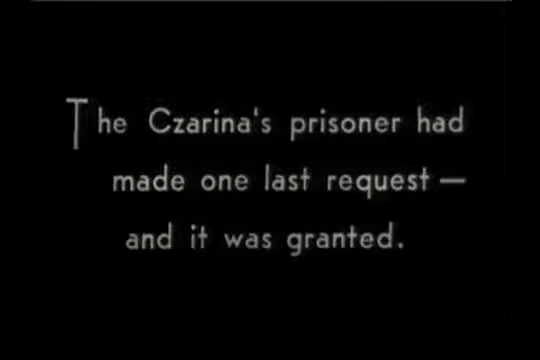 The Czarina's prisoner had
made one last request —
and it was granted.